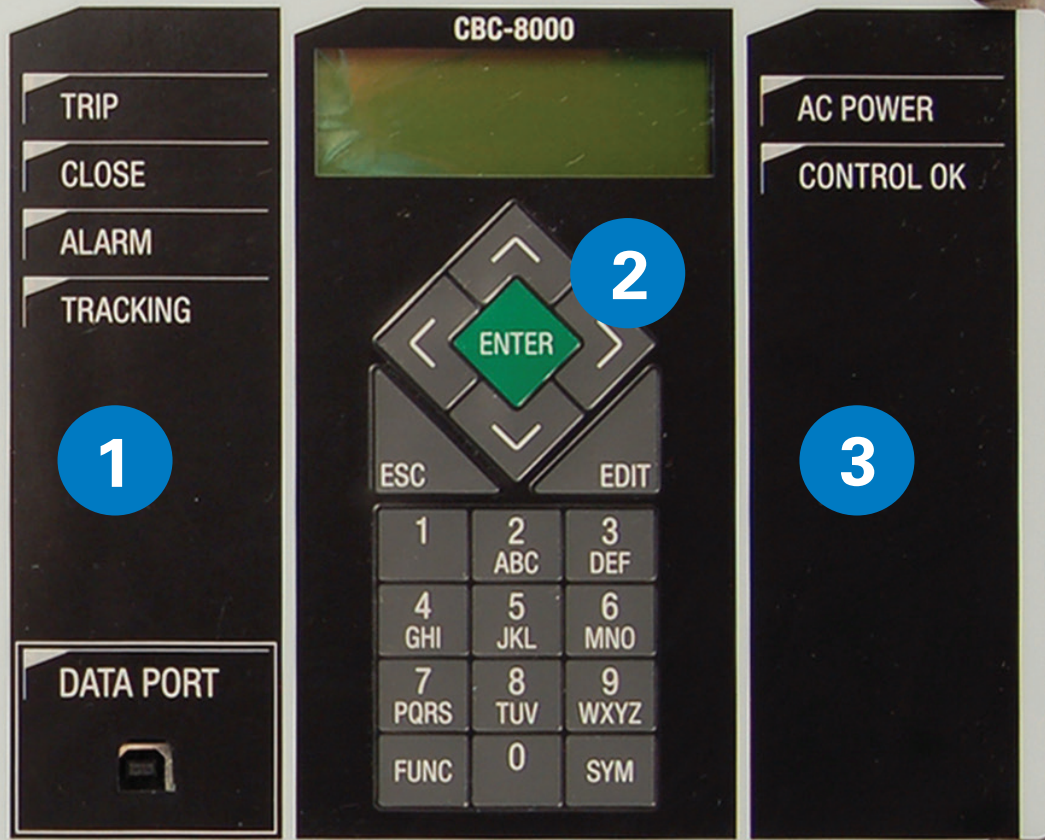 CBC-8000
TRIP
CLOSE
ALARM
TRACKING
1
DATA PORT
2
ENTER
ESC
EDIT
1
2
3
ABC
DEF
4
5
6
GHI
JKL
MNO
7
8
9
PQRS
TUV
WXYZ
FUNC
0
SYM
AC POWER
CONTROL OK
3